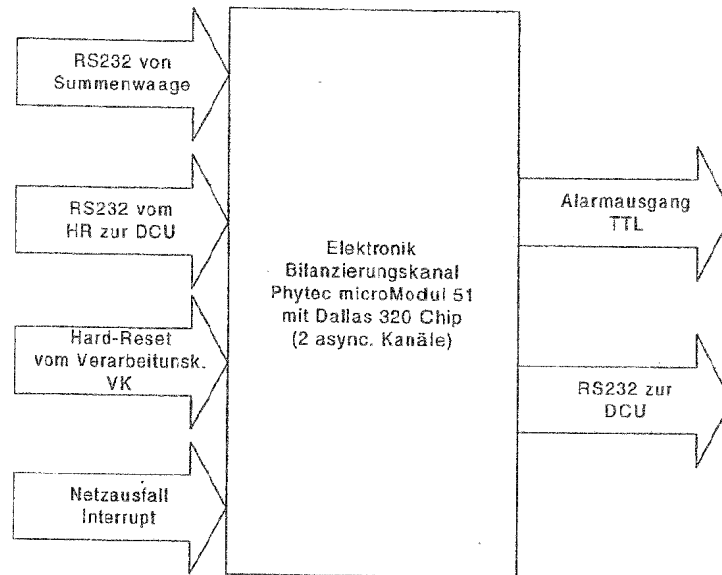 RS232 von
Summenwaage
RS232 vom
HR zur DCU
Hard-Reset
vom Verarbeitunsk.
VK
Netzausfall
Interrupt
Elektronik
Bilanzierungskanal
Phytec microModul 51
mit Dallas 320 Chip
(2 async. Kanäle)
Alarmausgang
TTL
RS232 zur
DCU